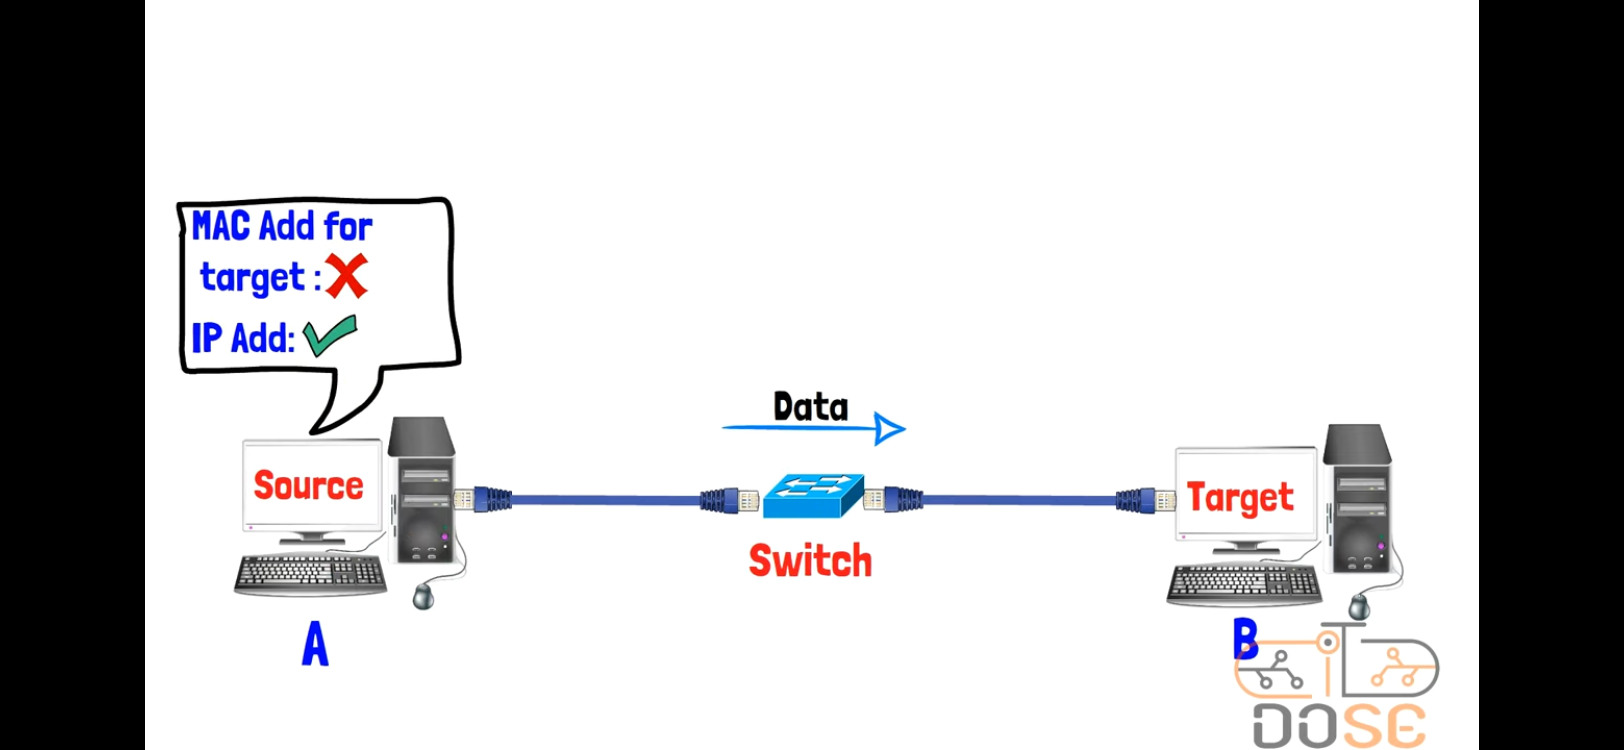 MAC Add for
target :
IP Add:
Data
Source
Target
Switch
A
B
DOSE